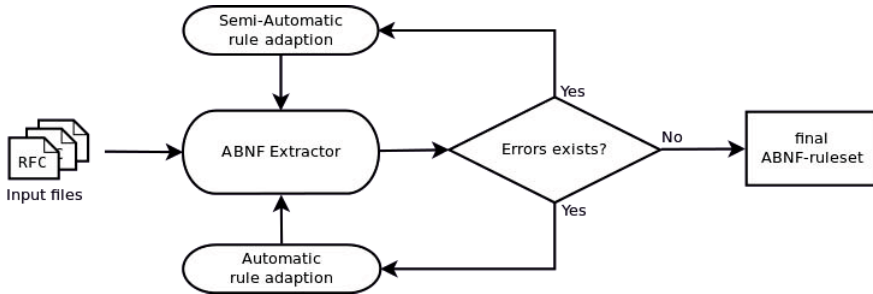 Semi-Automatic
rule adaption
Yes
RFC
C
Input files
ABNF Extractor
Errors exists?
No
final
ABNF-ruleset
Yes
Automatic
rule adaption